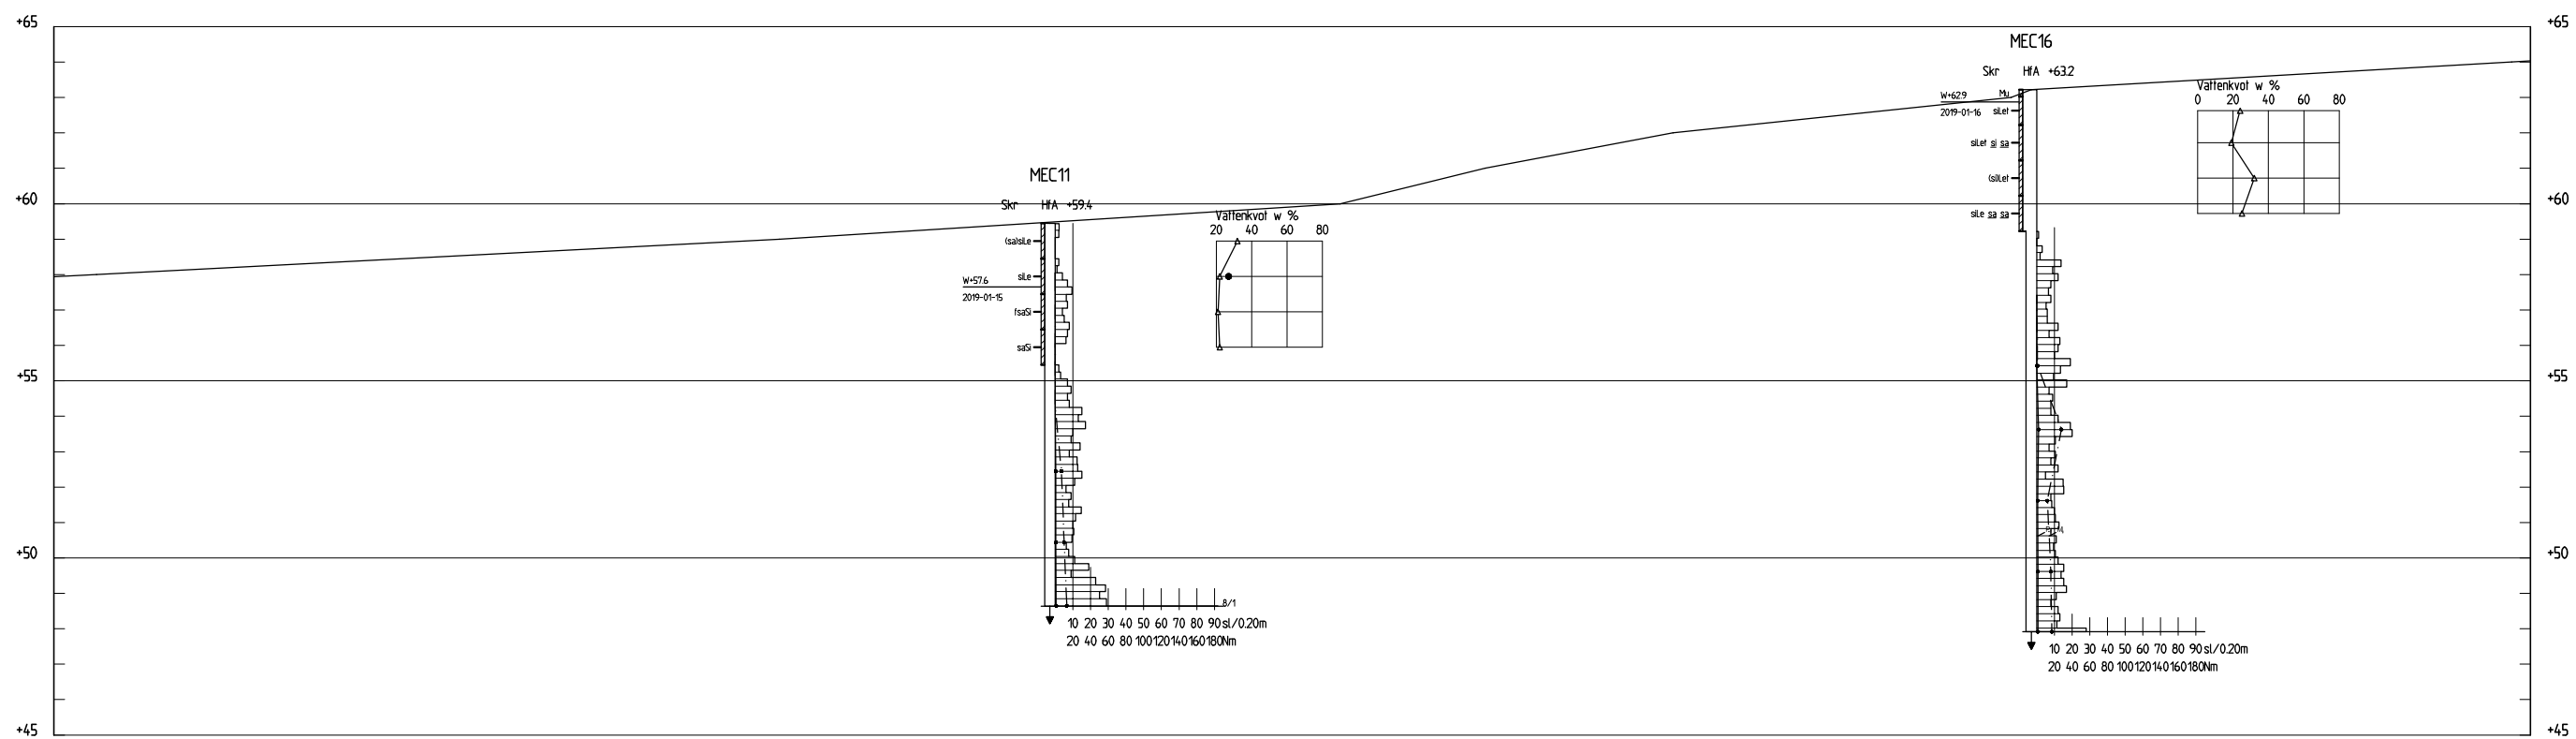 +65 +65
MEC16
Skr HfA +63.2
Vattenkvot w %
0 20 40 60 80
W+62.9 Mu
2019-01-16 siLet
siLet si sa
(si)Let
siLe sa sa
MEC11
+60 +60
Skr HfA +59.4
Vattenkvot w %
20 40 60 80
(sa)siLe
siLe
W+57.6
2019-01-15
fsaSi
saSi
+55 +55
+50 +50
8/1
10 20 30 40 50 60 70 80 90 sl/0.20m
20 40 60 80 100 120 140 160 180Nm
10 20 30 40 50 60 70 80 90 sl/0.20m
20 40 60 80 100 120 140 160 180Nm
+45 +45